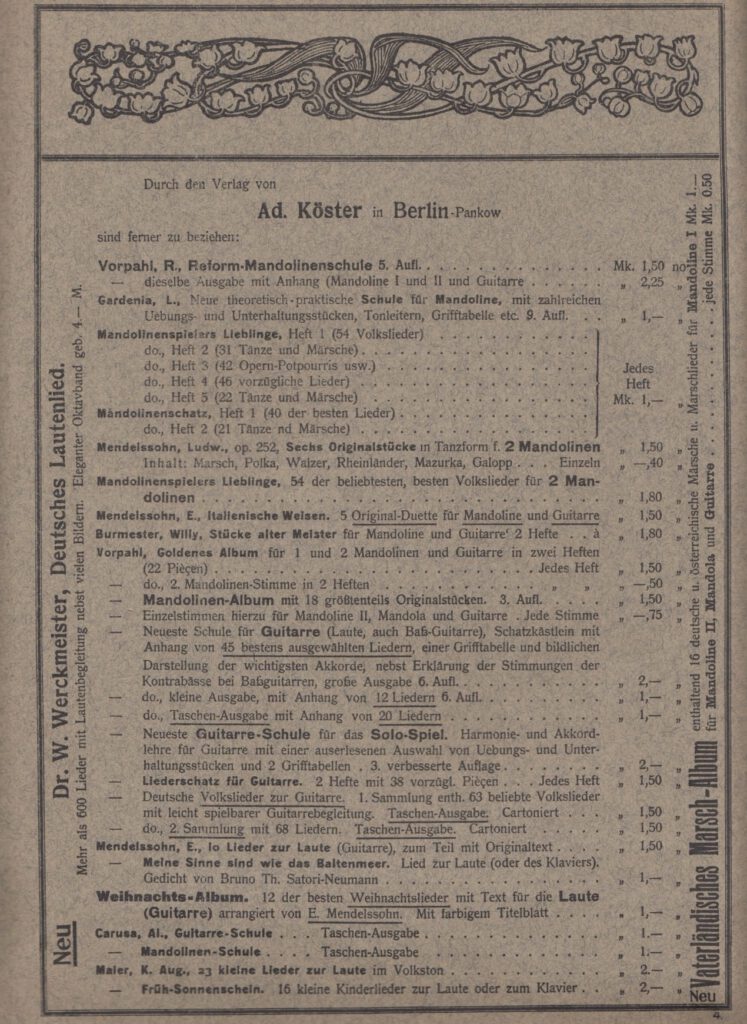 Durch den Verlag von
Ad. Köster in Berlin-Pankow
sind ferner zu beziehen:
Vorpahl, R., Reform-Mandolinenschule 5. Aufl. . . . . . . . . . . . . . Mk. 1,50 no
— dieselbe Ausgabe mit Anhang (Mandoline I und II und Guitarre . . . . . . „ 2,25 „
Gardenia, L., Neue theoretisch-praktische Schule für Mandoline, mit zahlreichen
Uebungs- und Unterhaltungsstücken, Tonleitern, Grifftabelle etc. 9. Aufl. . . „ 1,— „
Mandolinenspielers Lieblinge, Heft 1 (54 Volkslieder) . . . . . . . . . .
do., Heft 2 (31 Tänze und Märsche) . . . . . . . . . .
do., Heft 3 (42 Opern-Potpourris usw.) . . . . . . . . . . Jedes
do., Heft 4 (46 vorzügliche Lieder) . . . . . . . . . . Heft
do., Heft 5 (22 Tänze und Märsche) . . . . . . . . . . Mk. 1,— „
Mandolinenschatz, Heft 1 (40 der besten Lieder) . . . . . . . . . .
do., Heft 2 (21 Tänze nd Märsche) . . . . . . . . . .
Mendelssohn, Ludw., op. 252, Sechs Originalstücke in Tanzform f. 2 Mandolinen „ 1,50 „
Inhalt: Marsch, Polka, Walzer, Rheinländer, Mazurka, Galopp . . . Einzeln „ —,40 „
Mandolinenspielers Lieblinge, 54 der beliebtesten, besten Volkslieder für 2 Man-
dolinen . . . . . . . . . . „ 1,80 „
Mendelssohn, E., Italienische Weisen. 5 Original-Duette für Mandoline und Guitarre „ 1,50 „
Burmester, Willy, Stücke alter Meister für Mandoline und Guitarre 2 Hefte . . à „ 1,80 „
Vorpahl, Goldenes Album für 1 und 2 Mandolinen und Guitarre in zwei Heften
(22 Pièçen) . . . . . . . . . . Jedes Heft „ 1,50 „
— do., 2. Mandolinen-Stimme in 2 Heften . . . . . . . . . . „ „ „ —,50 „
— Mandolinen-Album mit 18 größtenteils Originalstücken. 3. Aufl. . . . . . „ 1,50 „
— Einzelstimmen hierzu für Mandoline II, Mandola und Guitarre . Jede Stimme „ —,75 „
— Neueste Schule für Guitarre (Laute, auch Baß-Guitarre), Schatzkästlein mit
Anhang von 45 bestens ausgewählten Liedern, einer Grifftabelle und bildlichen
Darstellung der wichtigsten Akkorde, nebst Erklärung der Stimmungen der
Kontrabässe bei Baßguitarren, große Ausgabe 6. Aufl. . . . . . . . . . „ 2,— „
— do., kleine Ausgabe, mit Anhang von 12 Liedern 6. Aufl. . . . . . . . „ 1,— „
— do., Taschen-Ausgabe mit Anhang von 20 Liedern . . . . . . . . . . „ 1,— „
— Neueste Guitarre-Schule für das Solo-Spiel. Harmonie- und Akkord-
lehre für Guitarre mit einer auserlesenen Auswahl von Uebungs- und Unter-
haltungsstücken und 2 Grifftabellen . 3. verbesserte Auflage . . . . . . „ 2,— „
— Liederschatz für Guitarre. 2 Hefte mit 38 vorzügl. Pièçen . . Jedes Heft „ 1,50 „
— Deutsche Volkslieder zur Guitarre. 1. Sammlung enth. 63 beliebte Volkslieder
mit leicht spielbarer Guitarrebegleitung. Taschen-Ausgabe. Cartoniert . . . „ 1,50 „
— do., 2. Sammlung mit 68 Liedern. Taschen-Ausgabe. Cartoniert . . . . . „ 1,50 „
Mendelssohn, E., 10 Lieder zur Laute (Guitarre), zum Teil mit Originaltext . . . . „ 1,50 „
— Meine Sinne sind wie das Baltenmeer. Lied zur Laute (oder des Klaviers).
Gedicht von Bruno Th. Satori-Neumann . . . . . . . . . . „ 1,— „
Weihnachts-Album. 12 der besten Weihnachtslieder mit Text für die Laute
(Guitarre) arrangiert von E. Mendelssohn. Mit farbigem Titelblatt . . . . „ 1,— „
Carusa, Al., Guitarre-Schule . . . . Taschen-Ausgabe . . . . . . . . . . „ 1.— „
— Mandolinen-Schule . . . . Taschen-Ausgabe . . . . . . . . . . „ 1.— „
Maier, K. Aug., 23 kleine Lieder zur Laute im Volkston . . . . . . . . . . „ 2.— „
— Früh-Sonnenschein. 16 kleine Kinderlieder zur Laute oder zum Klavier . . „ 2,— „
Neu Dr. W. Werckmeister, Deutsches Lautenlied.
Mehr als 600 Lieder mit Lautenbegleitung nebst vielen Bildern. Eleganter Oktavband geb. 4.— M.
Neu Vaterländisches Marsch-Album
enthaltend 16 deutsche u. österreichische Märsche u. Marschlieder für Mandoline I Mk. 1.—
für Mandoline II, Mandola und Guitarre . . . . . . . . . . jede Stimme Mk. 0.50
4.